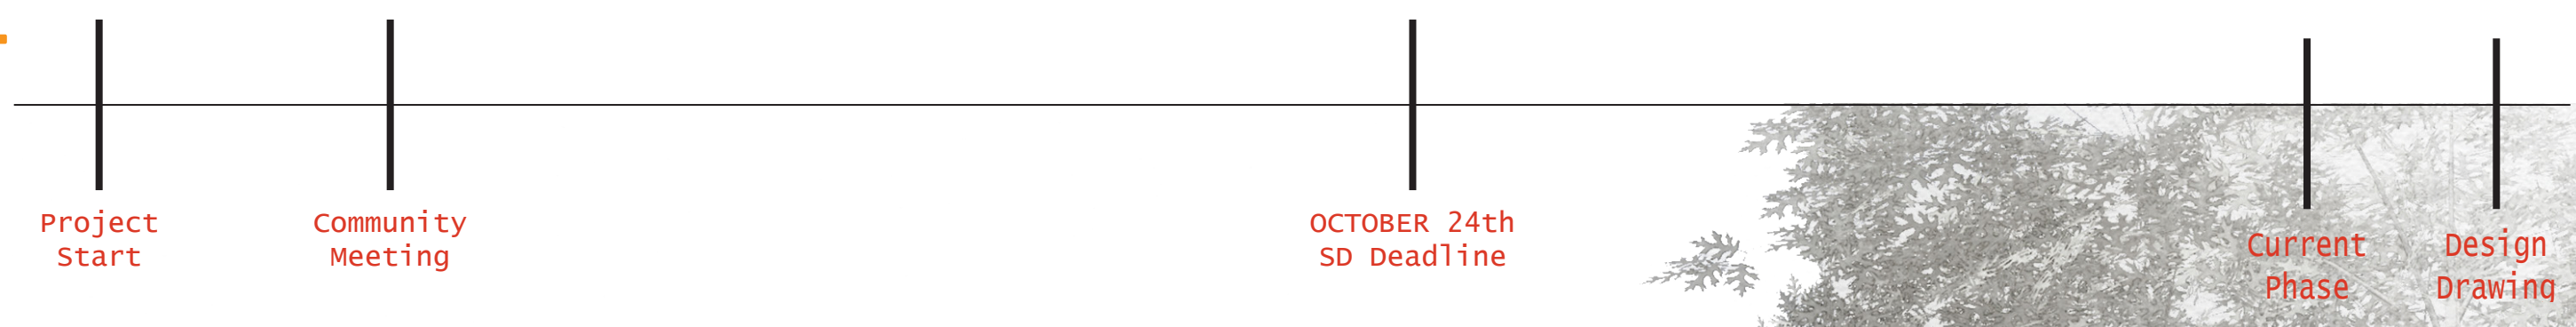 Project
Start
Community
Meeting
OCTOBER 24th
SD Deadline
Current
Phase
Design
Drawing